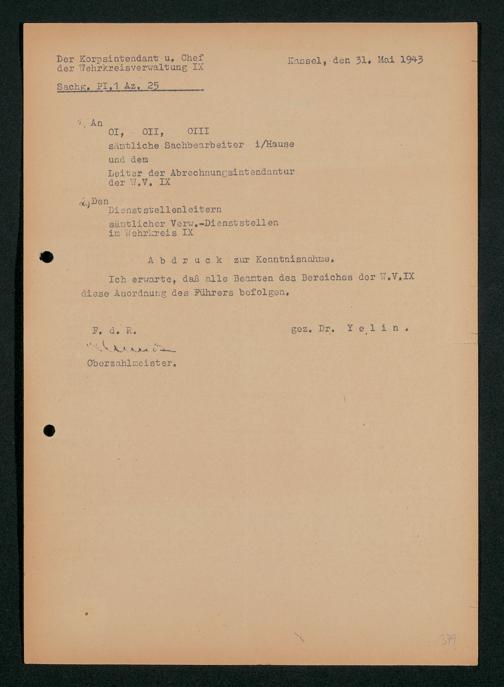 Der Korpsintendant u. Chef
der Wehrkreisverwaltung IX
Kassel, den 31. Mai 1943
Sachg. PI,1 Az. 25
An
OI, OII, OIII
sämtliche Sachbearbeiter i/Hause
und dem
Leiter der Abrechnungsintendantur
der W.V. IX
2,) Den
Dienststellenleitern
sämtlicher Verw.-Dienststellen
im Wehrkreis IX
A b d r u c k zur Kenntnisnahme.
Ich erwarte, daß alle Beamten des Bereiches der W.V.IX
diese Anordnung des Führers befolgen.
F. d. R.
gez. Dr. Y e l i n .
Oberzahlmeister.
379